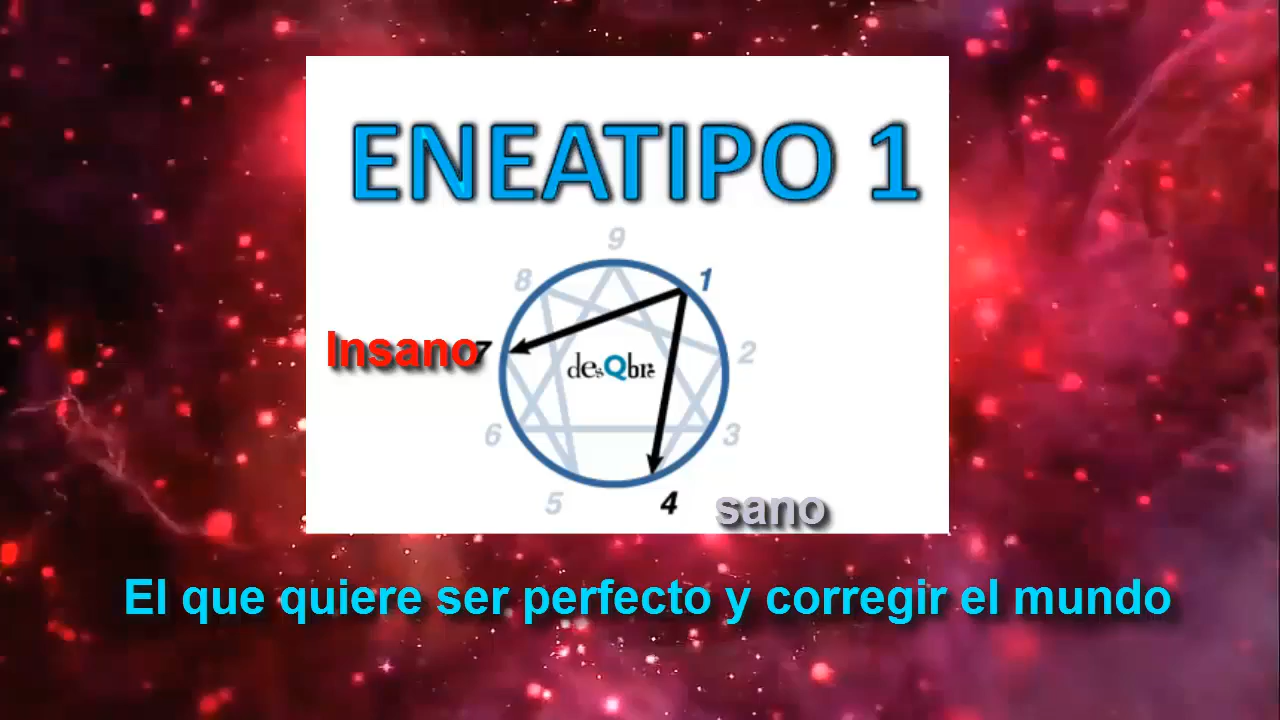 ENEATIPO 1
9
8
1
Insano
7
desQbre
2
6
3
5
4
sano
El que quiere ser perfecto y corregir el mundo